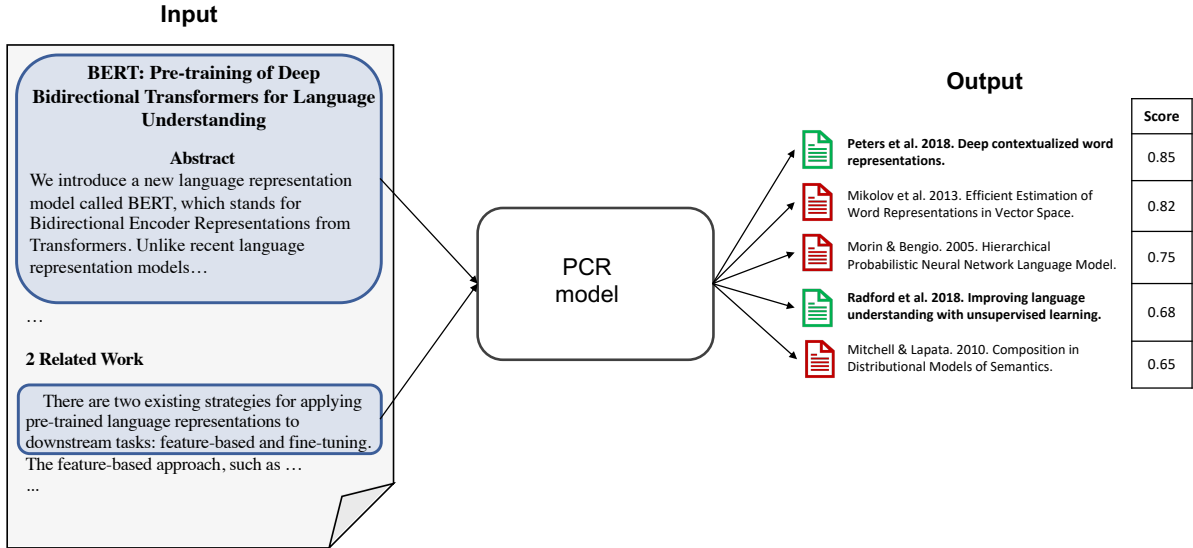 Input
BERT: Pre-training of Deep
Bidirectional Transformers for Language
Understanding
Abstract
We introduce a new language representation
model called BERT, which stands for
Bidirectional Encoder Representations from
Transformers. Unlike recent language
representation models…
…
2 Related Work
There are two existing strategies for applying
pre-trained language representations to
downstream tasks: feature-based and fine-tuning.
The feature-based approach, such as …
...
PCR
model
Output
Score
Peters et al. 2018. Deep contextualized word
representations.
0.85
Mikolov et al. 2013. Efficient Estimation of
Word Representations in Vector Space.
0.82
Morin & Bengio. 2005. Hierarchical
Probabilistic Neural Network Language Model.
0.75
Radford et al. 2018. Improving language
understanding with unsupervised learning.
0.68
Mitchell & Lapata. 2010. Composition in
Distributional Models of Semantics.
0.65